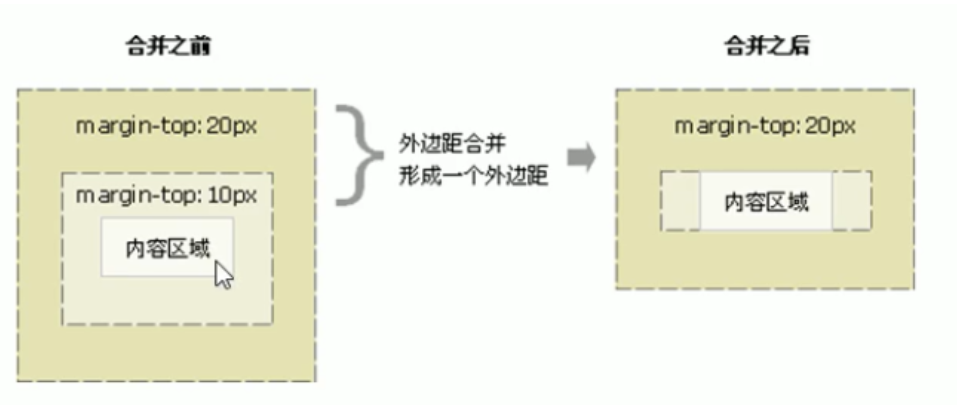 合并之前
合并之后
margin-top: 20px
margin-top: 10px
内容区域
外边距合并
形成一个外边距
margin-top: 20px
内容区域